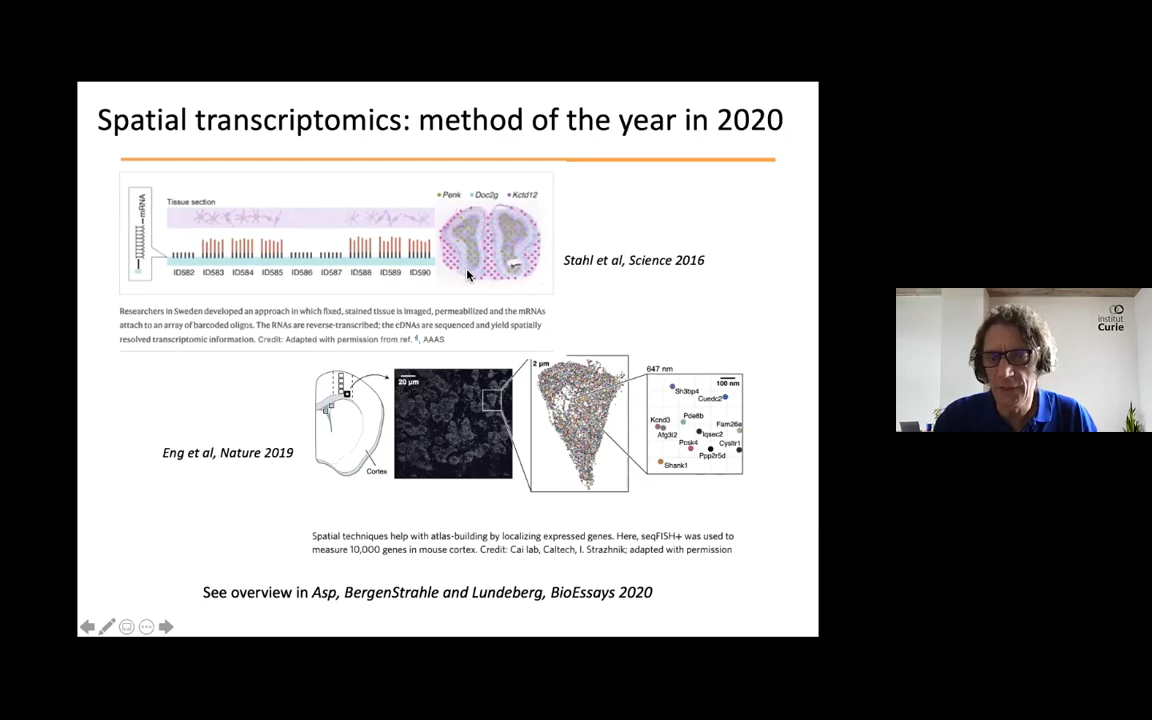 Spatial transcriptomics: method of the year in 2020
Penk Doc2g Kctd12
Tissue section
mRNA
ID582 ID583 ID584 ID585 ID586 ID587 ID588 ID589 ID590
Stahl et al, Science 2016
Researchers in Sweden developed an approach in which fixed, stained tissue is imaged, permeabilized and the mRNAs
attach to an array of barcoded oligos. The RNAs are reverse-transcribed; the cDNAs are sequenced and yield spatially
resolved transcriptomic information. Credit: Adapted with permission from ref. 4, AAAS
20 µm
2 µm
647 nm
100 nm
Sh3bp4
Cuedc2
Kcnd3
Pde8b
Fam26e
Afg3l2
Iqsec2
Pcsk4
Cysltr1
Ppp2r5d
Shank1
Eng et al, Nature 2019
Cortex
Spatial techniques help with atlas-building by localizing expressed genes. Here, seqFISH+ was used to
measure 10,000 genes in mouse cortex. Credit: Cai lab, Caltech, I. Strazhnik; adapted with permission
See overview in Asp, BergenStrahle and Lundeberg, BioEssays 2020
institut
Curie